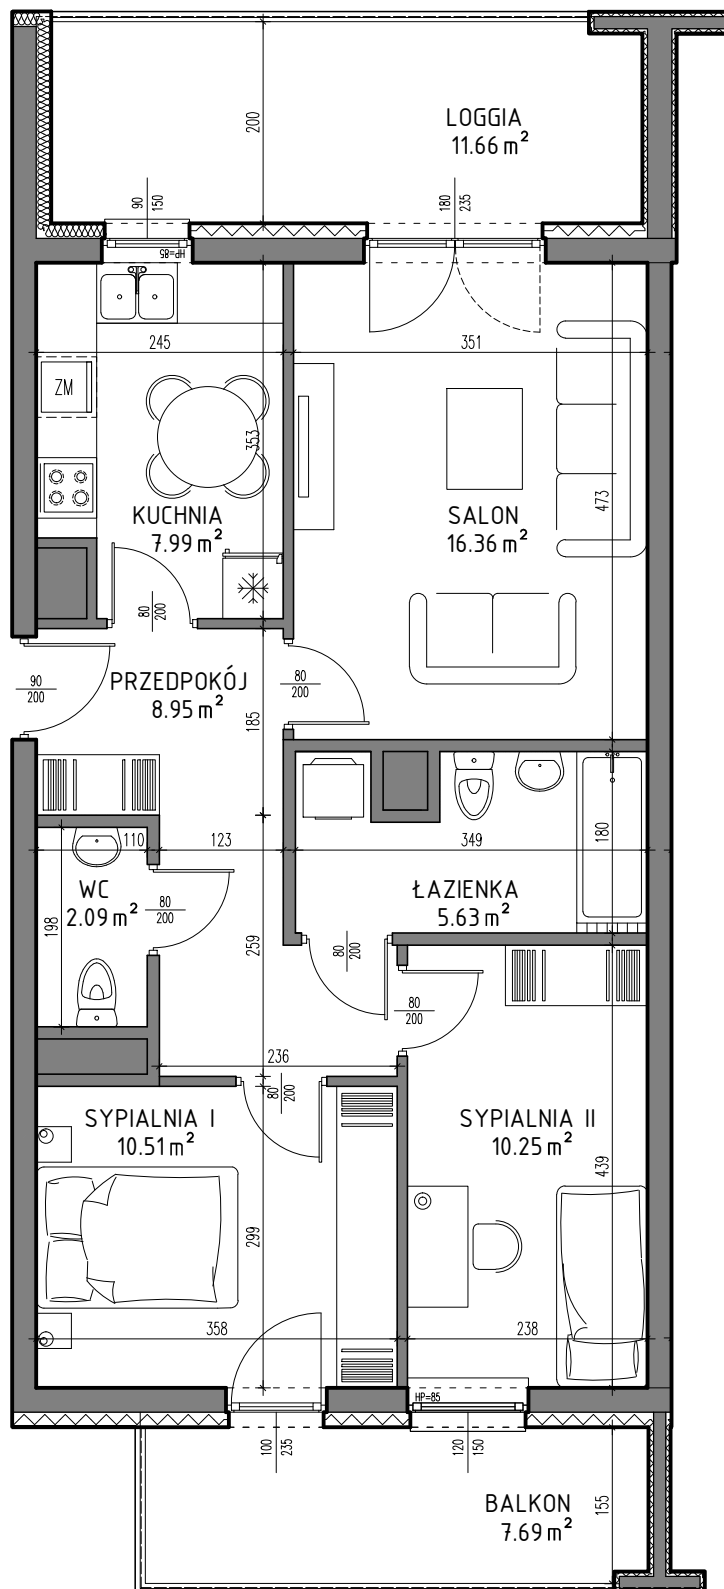 LOGGIA
11.66 m²
200
90
150
180
235
HP=85
245
351
ZM
353
473
KUCHNIA
7.99 m²
SALON
16.36 m²
80
200
90
200
PRZEDPOKÓJ
8.95 m²
80
200
185
110
123
349
180
WC
2.09 m²
80
200
ŁAZIENKA
5.63 m²
198
259
80
200
80
200
236
80
200
SYPIALNIA I
10.51 m²
SYPIALNIA II
10.25 m²
439
299
358
238
HP=85
100
235
120
150
BALKON
7.69 m²
155